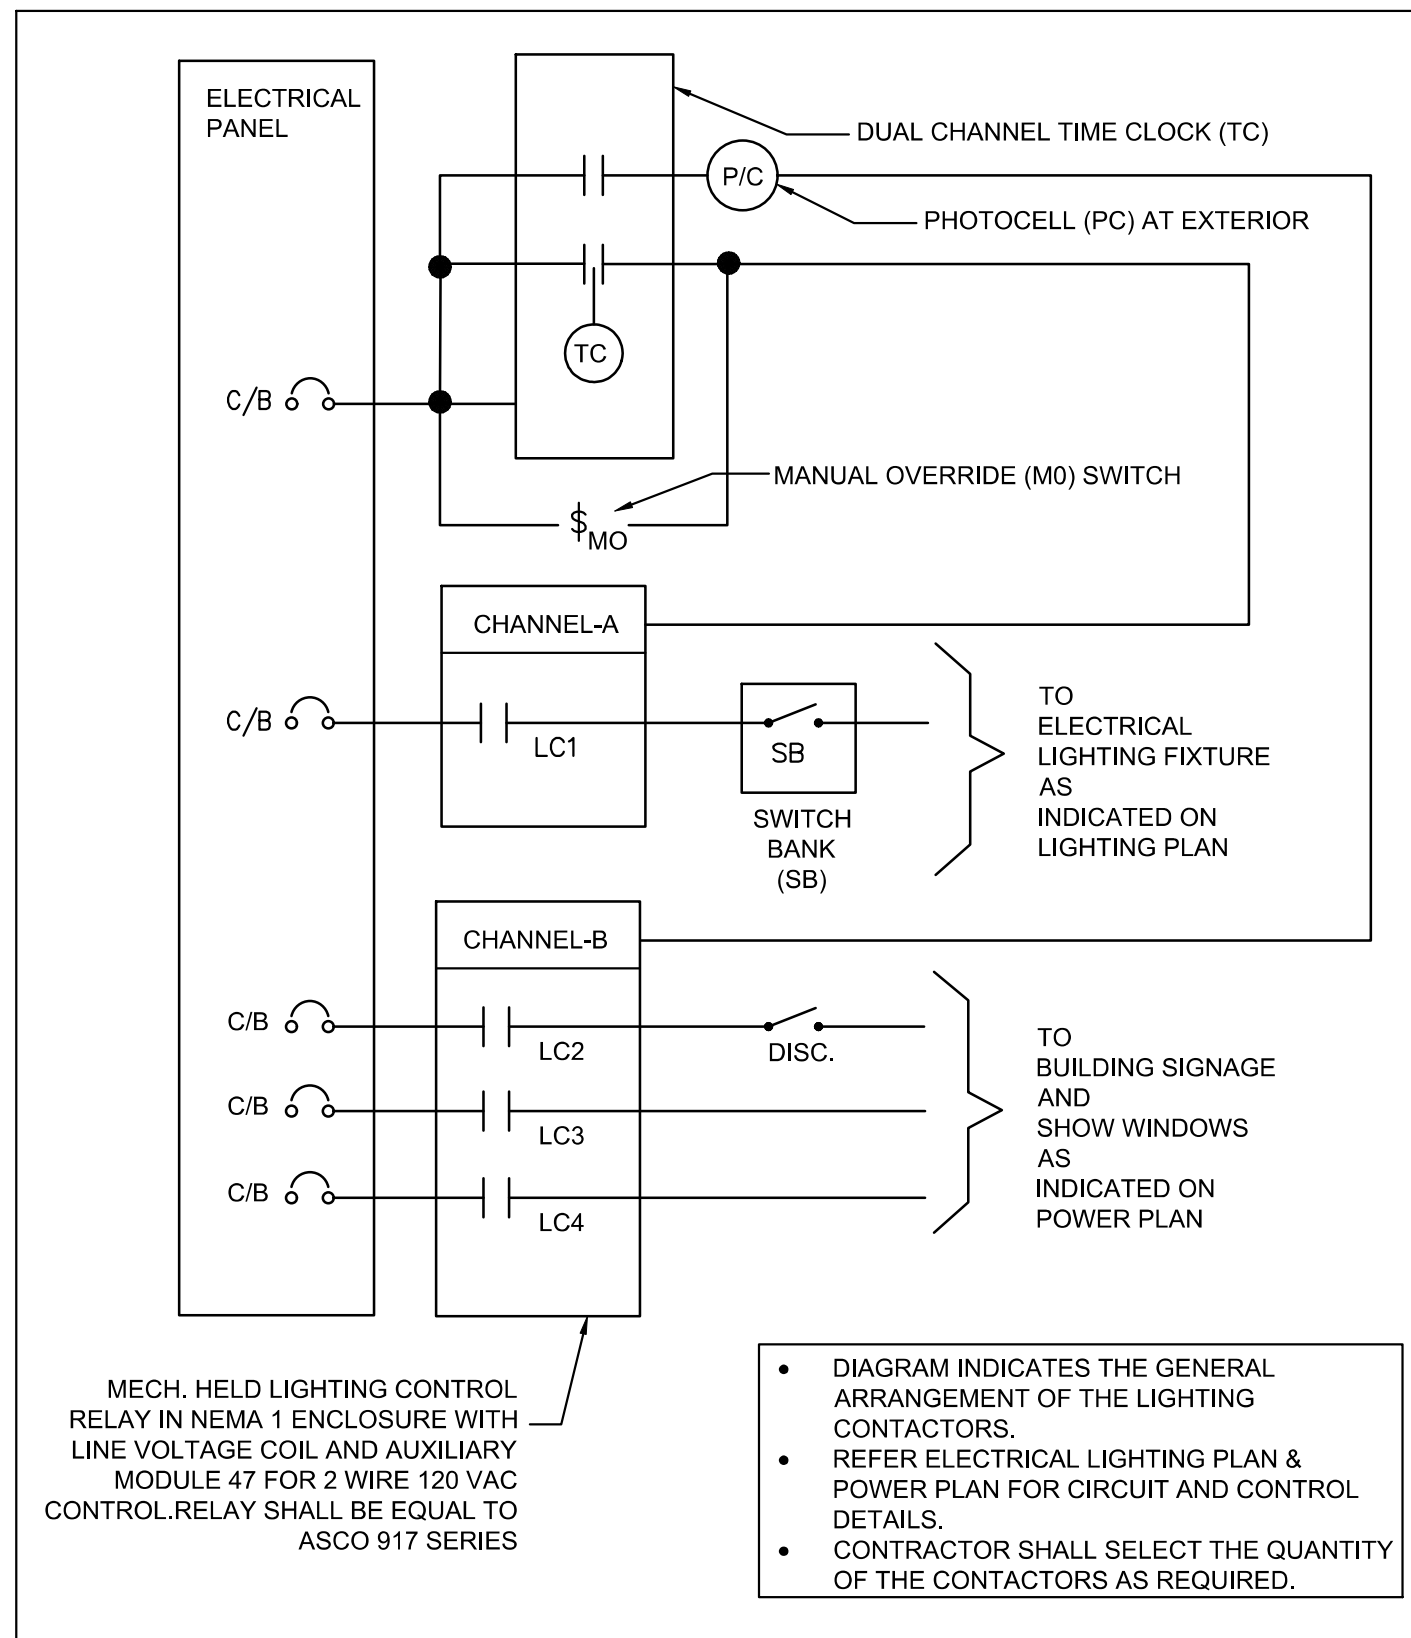 ELECTRICAL
PANEL
DUAL CHANNEL TIME CLOCK (TC)
P/C
PHOTOCELL (PC) AT EXTERIOR
TC
C/B
MANUAL OVERRIDE (M0) SWITCH
$MO
CHANNEL-A
C/B
LC1
SB
SWITCH
BANK
(SB)
TO
ELECTRICAL
LIGHTING FIXTURE
AS
INDICATED ON
LIGHTING PLAN
CHANNEL-B
C/B
LC2
DISC.
C/B
LC3
C/B
LC4
TO
BUILDING SIGNAGE
AND
SHOW WINDOWS
AS
INDICATED ON
POWER PLAN
MECH. HELD LIGHTING CONTROL
RELAY IN NEMA 1 ENCLOSURE WITH
LINE VOLTAGE COIL AND AUXILIARY
MODULE 47 FOR 2 WIRE 120 VAC
CONTROL.RELAY SHALL BE EQUAL TO
ASCO 917 SERIES
• DIAGRAM INDICATES THE GENERAL
ARRANGEMENT OF THE LIGHTING
CONTACTORS.
• REFER ELECTRICAL LIGHTING PLAN &
POWER PLAN FOR CIRCUIT AND CONTROL
DETAILS.
• CONTRACTOR SHALL SELECT THE QUANTITY
OF THE CONTACTORS AS REQUIRED.